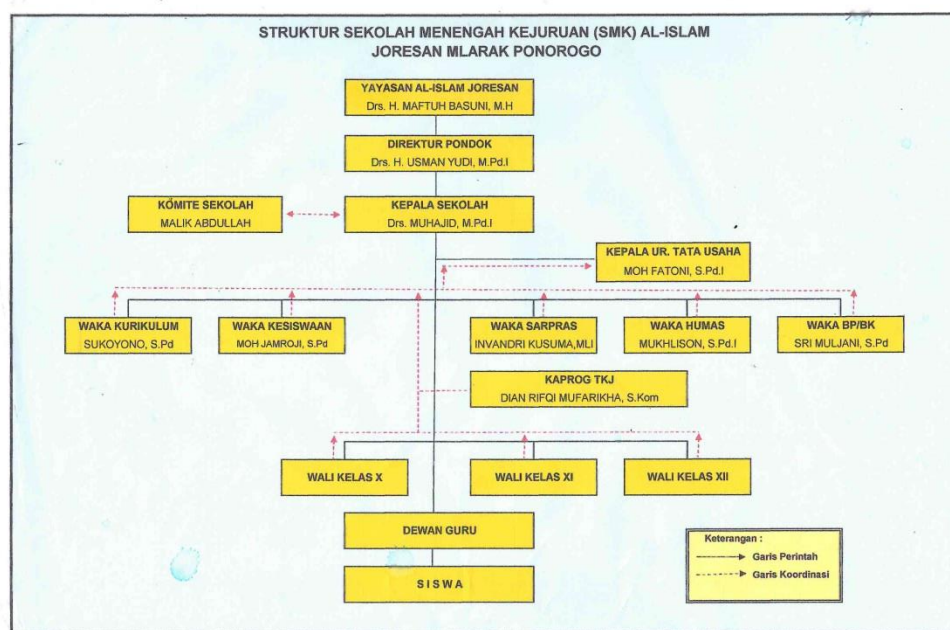 STRUKTUR SEKOLAH MENENGAH KEJURUAN (SMK) AL-ISLAM
JORESAN MLARAK PONOROGO
YAYASAN AL-ISLAM JORESAN
Drs. H. MAFTUH BASUNI, M.H
DIREKTUR PONDOK
Drs. H. USMAN YUDI, M.Pd.I
KOMITE SEKOLAH
MALIK ABDULLAH
KEPALA SEKOLAH
Drs. MUHAJID, M.Pd.I
KEPALA UR. TATA USAHA
MOH FATONI, S.Pd.I
WAKA KURIKULUM
SUKOYONO, S.Pd
WAKA KESISWAAN
MOH JAMROJI, S.Pd
WAKA SARPRAS
INVANDRI KUSUMA,MLI
WAKA HUMAS
MUKHLISON, S.Pd.I
WAKA BP/BK
SRI MULJANI, S.Pd
KAPROG TKJ
DIAN RIFQI MUFARIKHA, S.Kom
WALI KELAS X
WALI KELAS XI
WALI KELAS XII
DEWAN GURU
S I S W A
Keterangan :
Garis Perintah
Garis Koordinasi